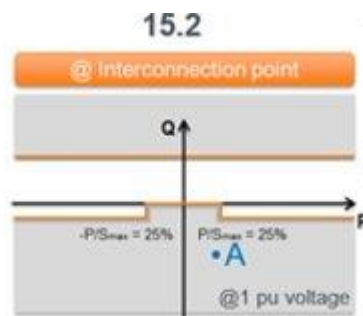 15.2
@ Interconnection point
Q
P
-P/Smax = 25% P/Smax = 25%
A
@1 pu voltage